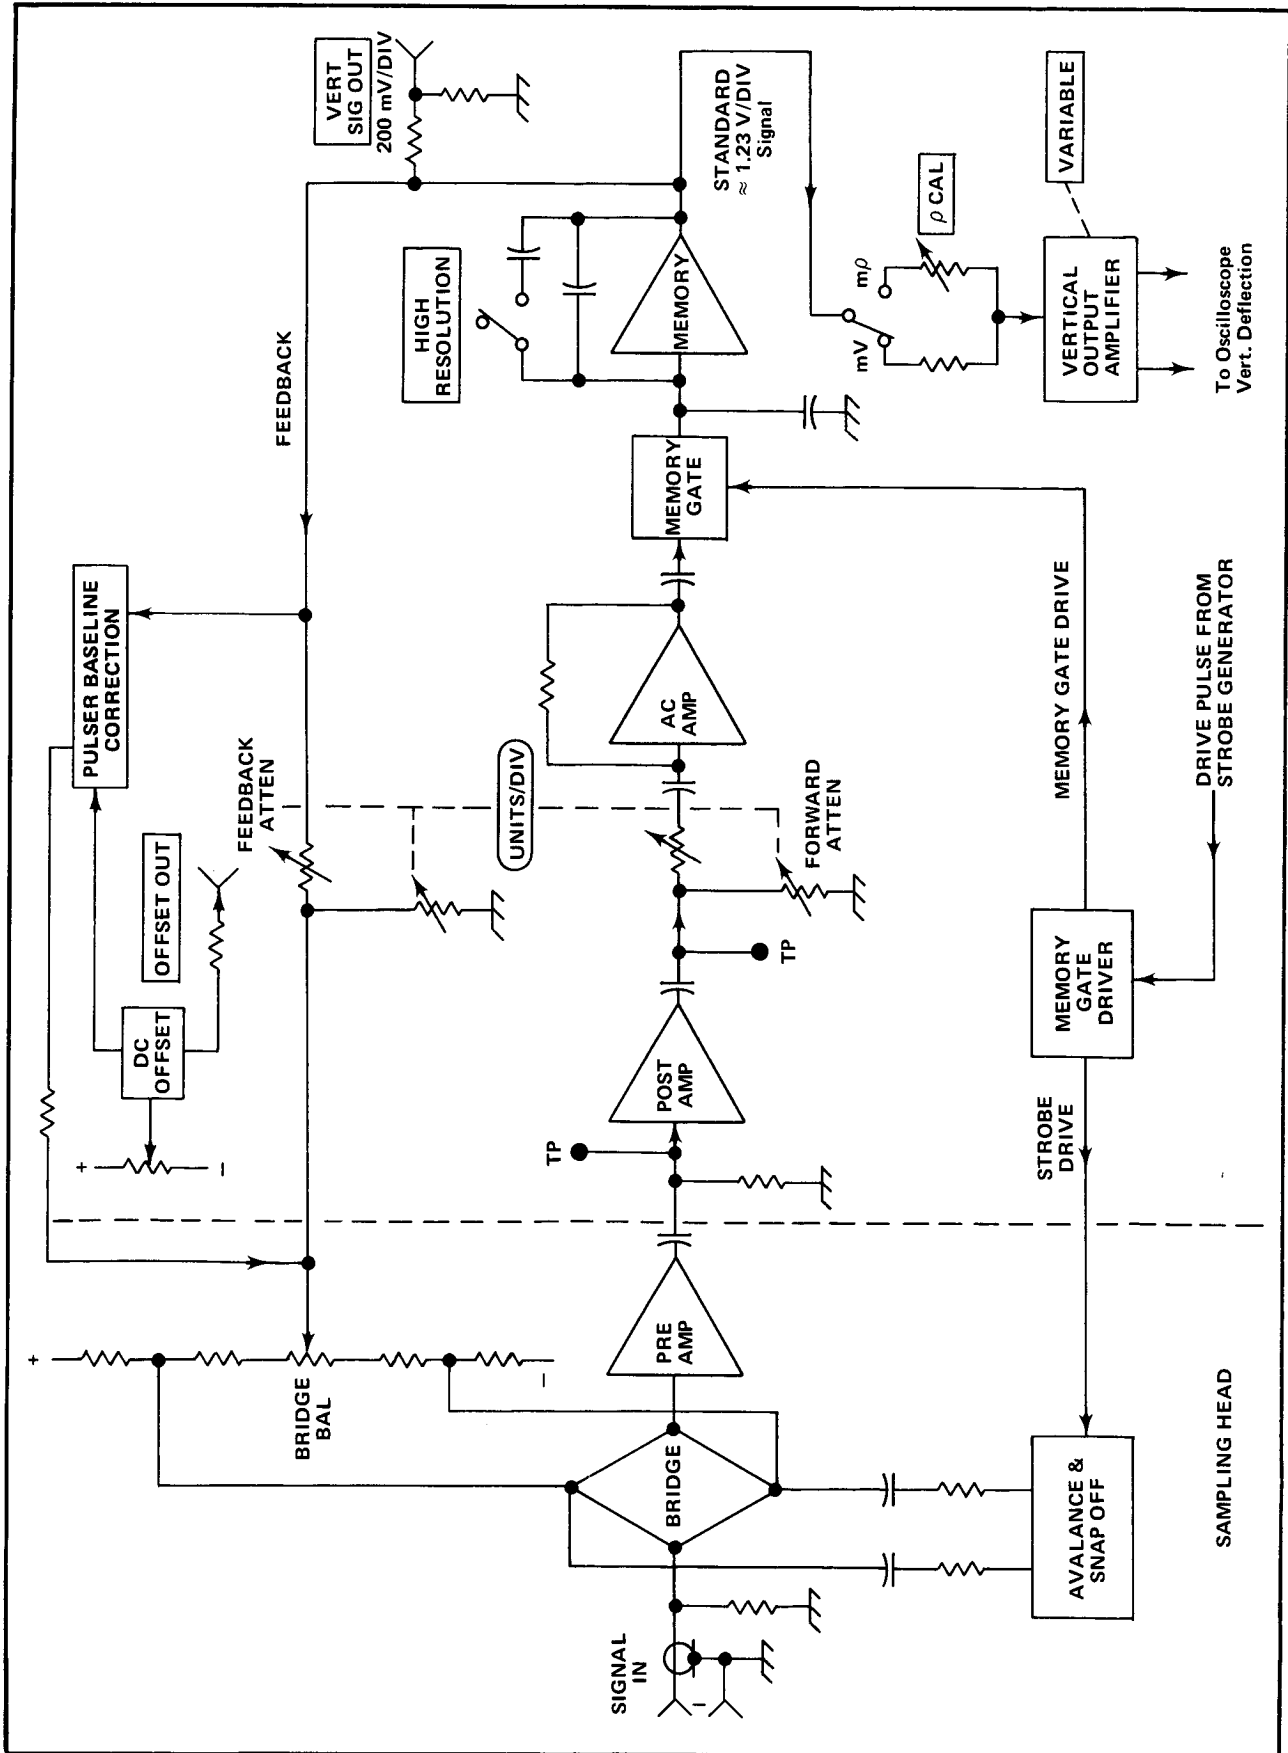 SIGNAL
IN
BRIDGE
BRIDGE
BAL
+
–
PRE
AMP
AVALANCE &
SNAP OFF
SAMPLING HEAD
STROBE
DRIVE
TP
POST
AMP
TP
+
–
DC
OFFSET
OFFSET OUT
PULSER BASELINE
CORRECTION
FEEDBACK
ATTEN
UNITS/DIV
FORWARD
ATTEN
AC
AMP
MEMORY
GATE
DRIVER
MEMORY GATE DRIVE
DRIVE PULSE FROM
STROBE GENERATOR
MEMORY
GATE
FEEDBACK
HIGH
RESOLUTION
MEMORY
VERT
SIG OUT
200 mV/DIV
STANDARD
≈ 1.23 V/DIV
Signal
mV
mρ
ρ CAL
VERTICAL
OUTPUT
AMPLIFIER
VARIABLE
To Oscilloscope
Vert. Deflection